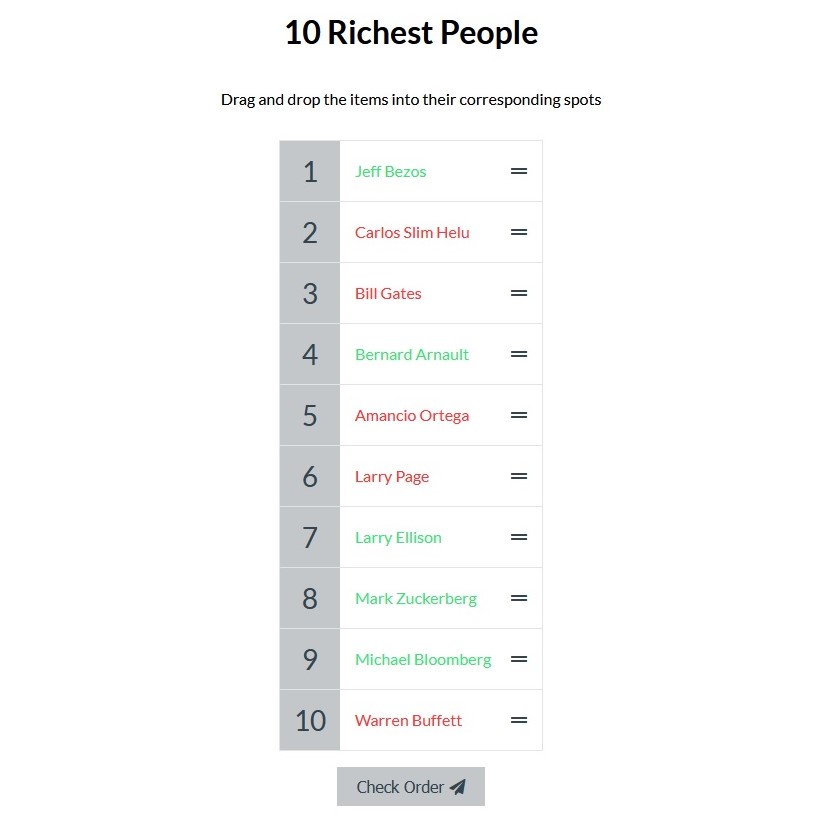 10 Richest People
Drag and drop the items into their corresponding spots
1 Jeff Bezos
2 Carlos Slim Helu
3 Bill Gates
4 Bernard Arnault
5 Amancio Ortega
6 Larry Page
7 Larry Ellison
8 Mark Zuckerberg
9 Michael Bloomberg
10 Warren Buffett
Check Order